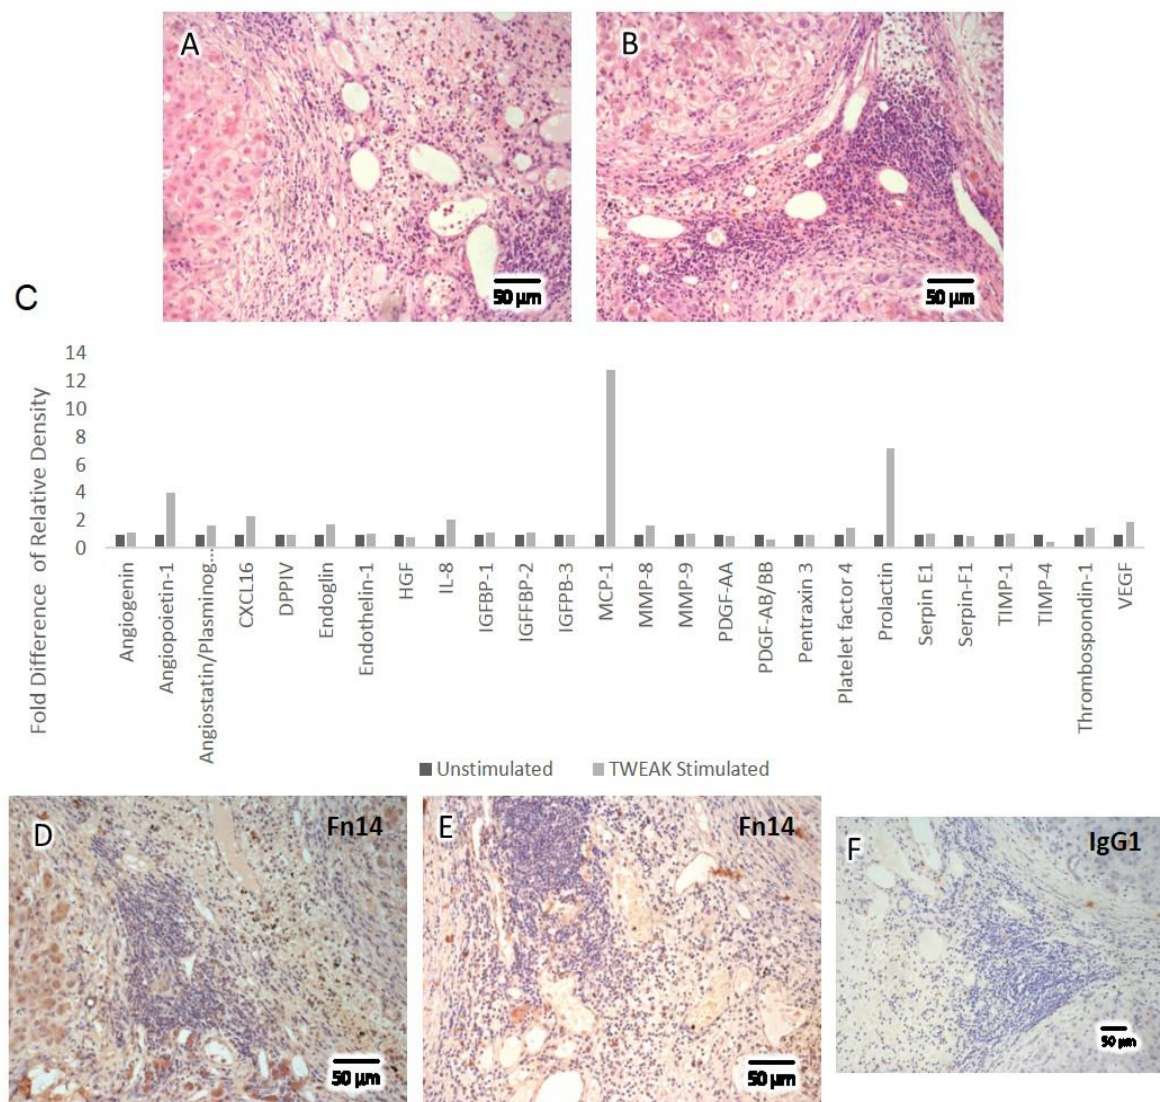 A
B
50 µm
50 µm
C
Fold Difference of Relative Density
14
12
10
8
6
4
2
0
Angiogenin
Angiopoietin-1
Angiostatin/Plasminog...
CXCL16
DPPIV
Endoglin
Endothelin-1
HGF
IL-8
IGFBP-1
IGFFBP-2
IGFPB-3
MCP-1
MMP-8
MMP-9
PDGF-AA
PDGF-AB/BB
Pentraxin 3
Platelet factor 4
Prolactin
Serpin E1
Serpin-F1
TIMP-1
TIMP-4
Thrombospondin-1
VEGF
Unstimulated
TWEAK Stimulated
D
Fn14
E
Fn14
F
IgG1
50 µm
50 µm
50 µm